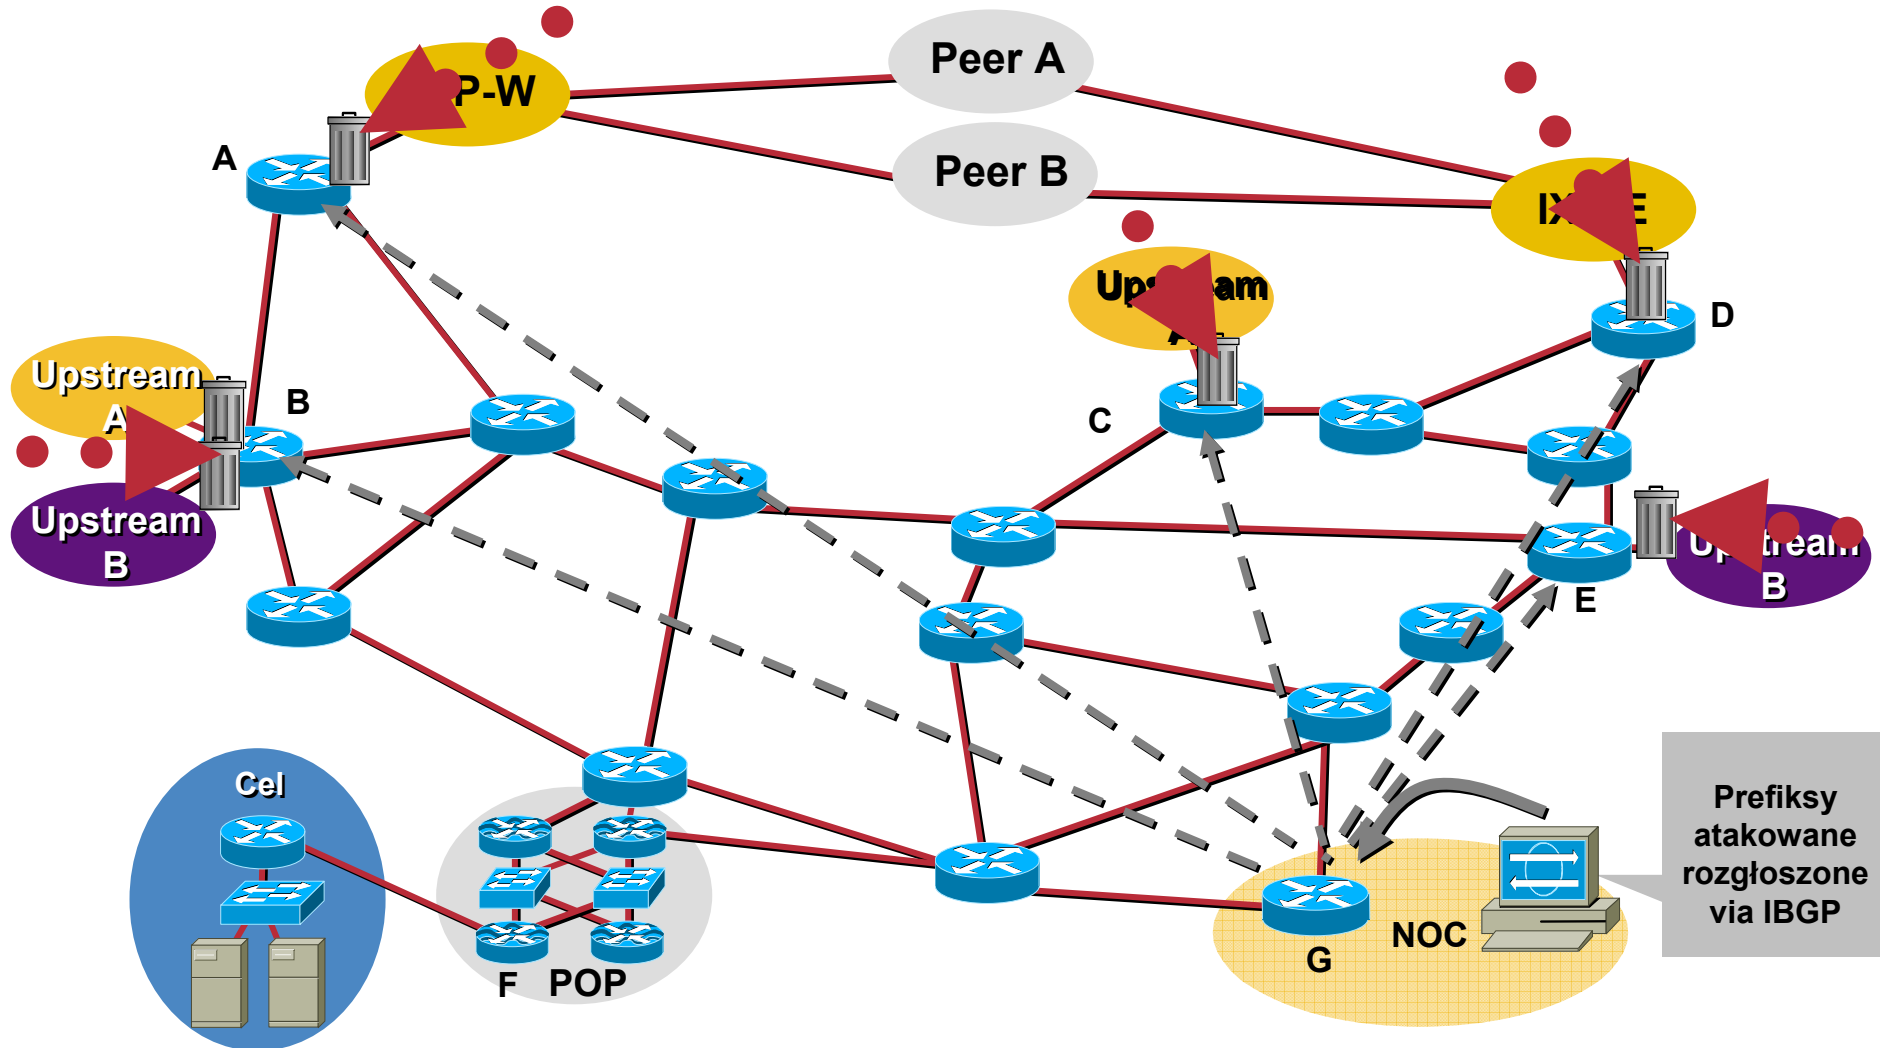 Peer A
P-W
A
Peer B
D
Upstream
A
B
C
Upstream
B
E
B
Cel
Prefiksy
atakowane
rozgłoszone
via IBGP
NOC
G
F
POP